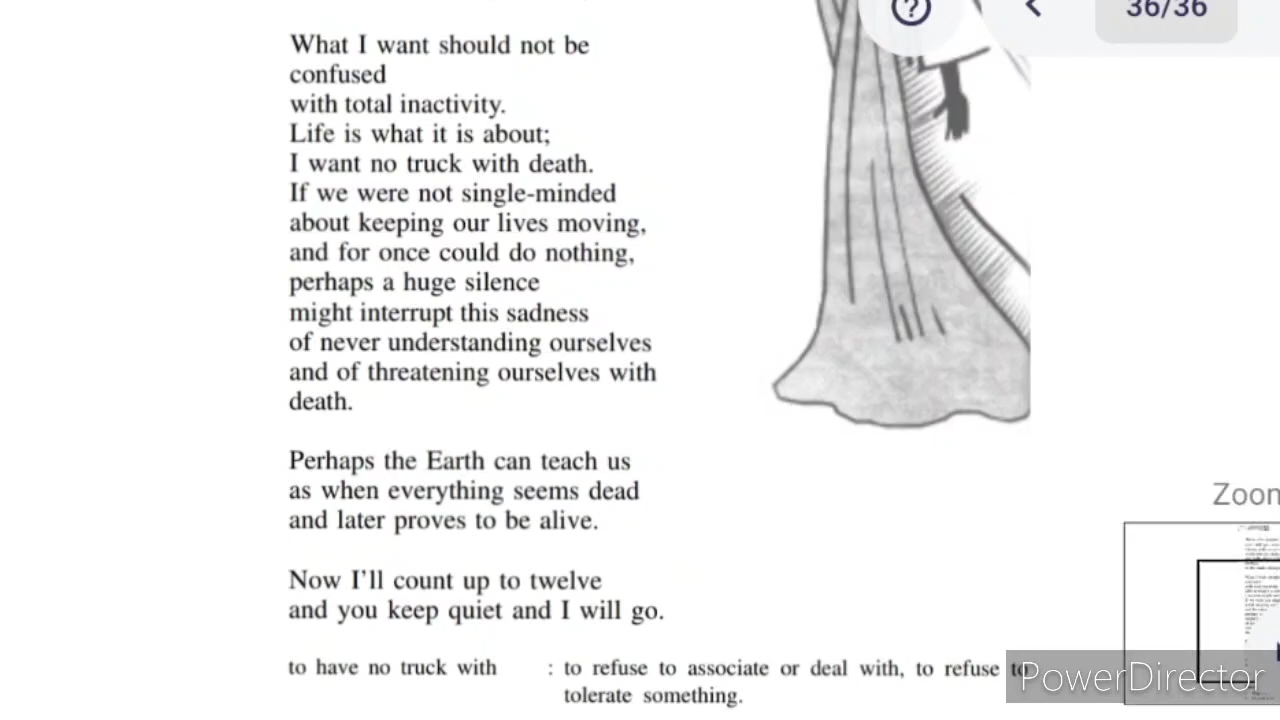 36/36
What I want should not be
confused
with total inactivity.
Life is what it is about;
I want no truck with death.
If we were not single-minded
about keeping our lives moving,
and for once could do nothing,
perhaps a huge silence
might interrupt this sadness
of never understanding ourselves
and of threatening ourselves with
death.
Perhaps the Earth can teach us
as when everything seems dead
and later proves to be alive.
Zoom
Now I'll count up to twelve
and you keep quiet and I will go.
to have no truck with : to refuse to associate or deal with, to refuse to
tolerate something.
PowerDirector